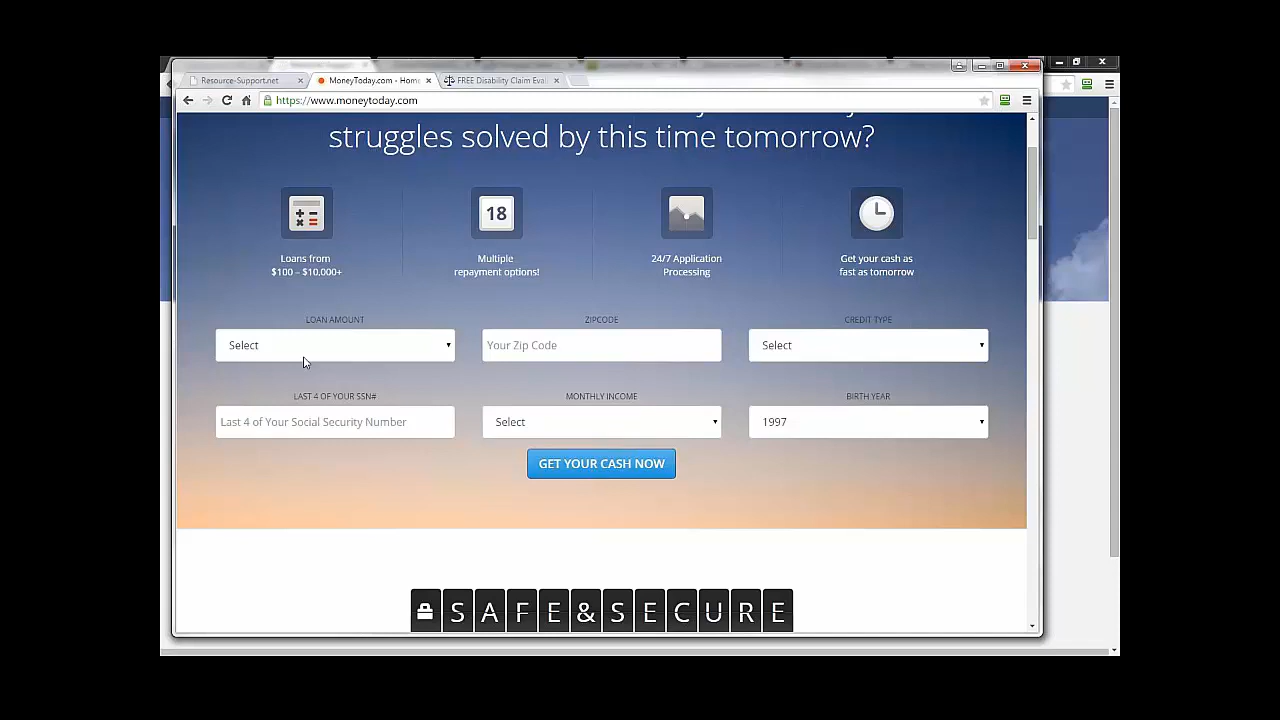 Resource-Support.net
MoneyToday.com - Home
FREE Disability Claim Eval
https://www.moneytoday.com
struggles solved by this time tomorrow?
18
Loans from
$100 – $10,000+
Multiple
repayment options!
24/7 Application
Processing
Get your cash as
fast as tomorrow
LOAN AMOUNT
ZIPCODE
CREDIT TYPE
Select
Your Zip Code
Select
LAST 4 OF YOUR SSN#
MONTHLY INCOME
BIRTH YEAR
Last 4 of Your Social Security Number
Select
1997
GET YOUR CASH NOW
SAFE&SECURE